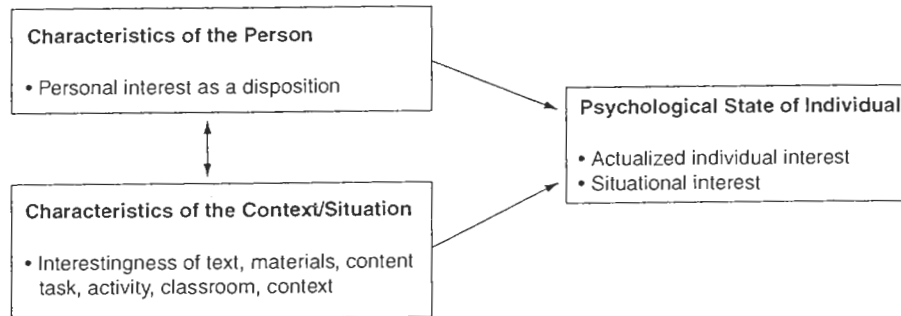 Characteristics of the Person
• Personal interest as a disposition
Characteristics of the Context/Situation
• Interestingness of text, materials, content
task, activity, classroom, context
Psychological State of Individual
• Actualized individual interest
• Situational interest